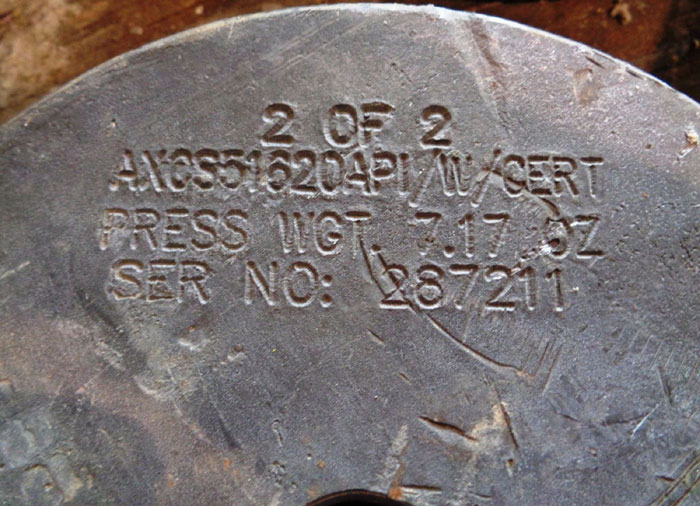 2 OF 2
AXCS51620API/W/CERT
PRESS WGT. 7.17 OZ
SER NO: 287211